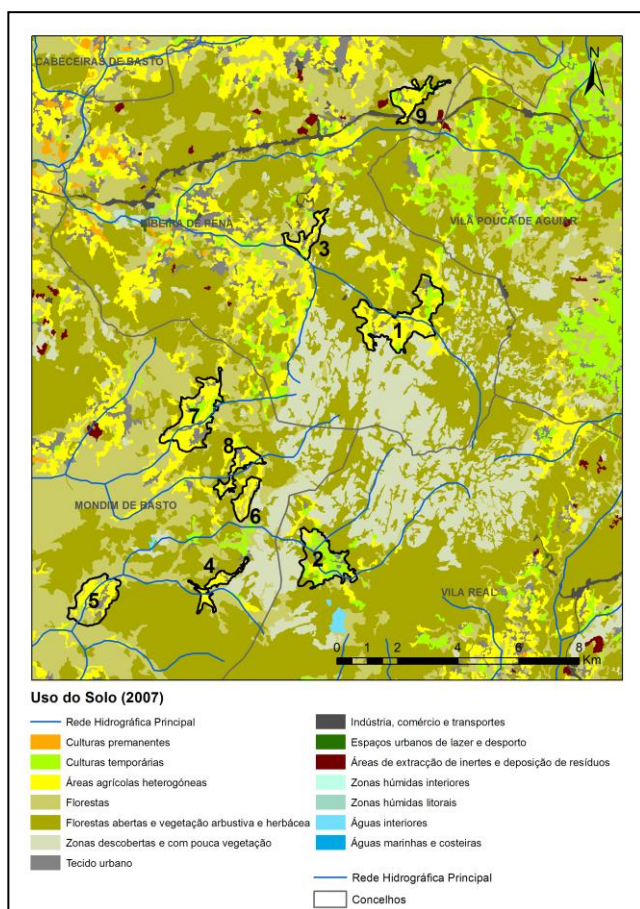 CABECEIRAS DE BASTO
N
9
RIBEIRA DE PENA
VILA POUCA DE AGUIAR
3
1
7
8
MONDIM DE BASTO
6
2
4
5
VILA REAL
0 1 2 4 6 8
Km
Uso do Solo (2007)
Rede Hidrográfica Principal
Culturas premanentes
Culturas temporárias
Áreas agrícolas heterogóneas
Florestas
Florestas abertas e vegetação arbustiva e herbácea
Zonas descobertas e com pouca vegetação
Tecido urbano
Indústria, comércio e transportes
Espaços urbanos de lazer e desporto
Áreas de extracção de inertes e deposição de resíduos
Zonas húmidas interiores
Zonas húmidas litorais
Águas interiores
Águas marinhas e costeiras
Rede Hidrográfica Principal
Concelhos